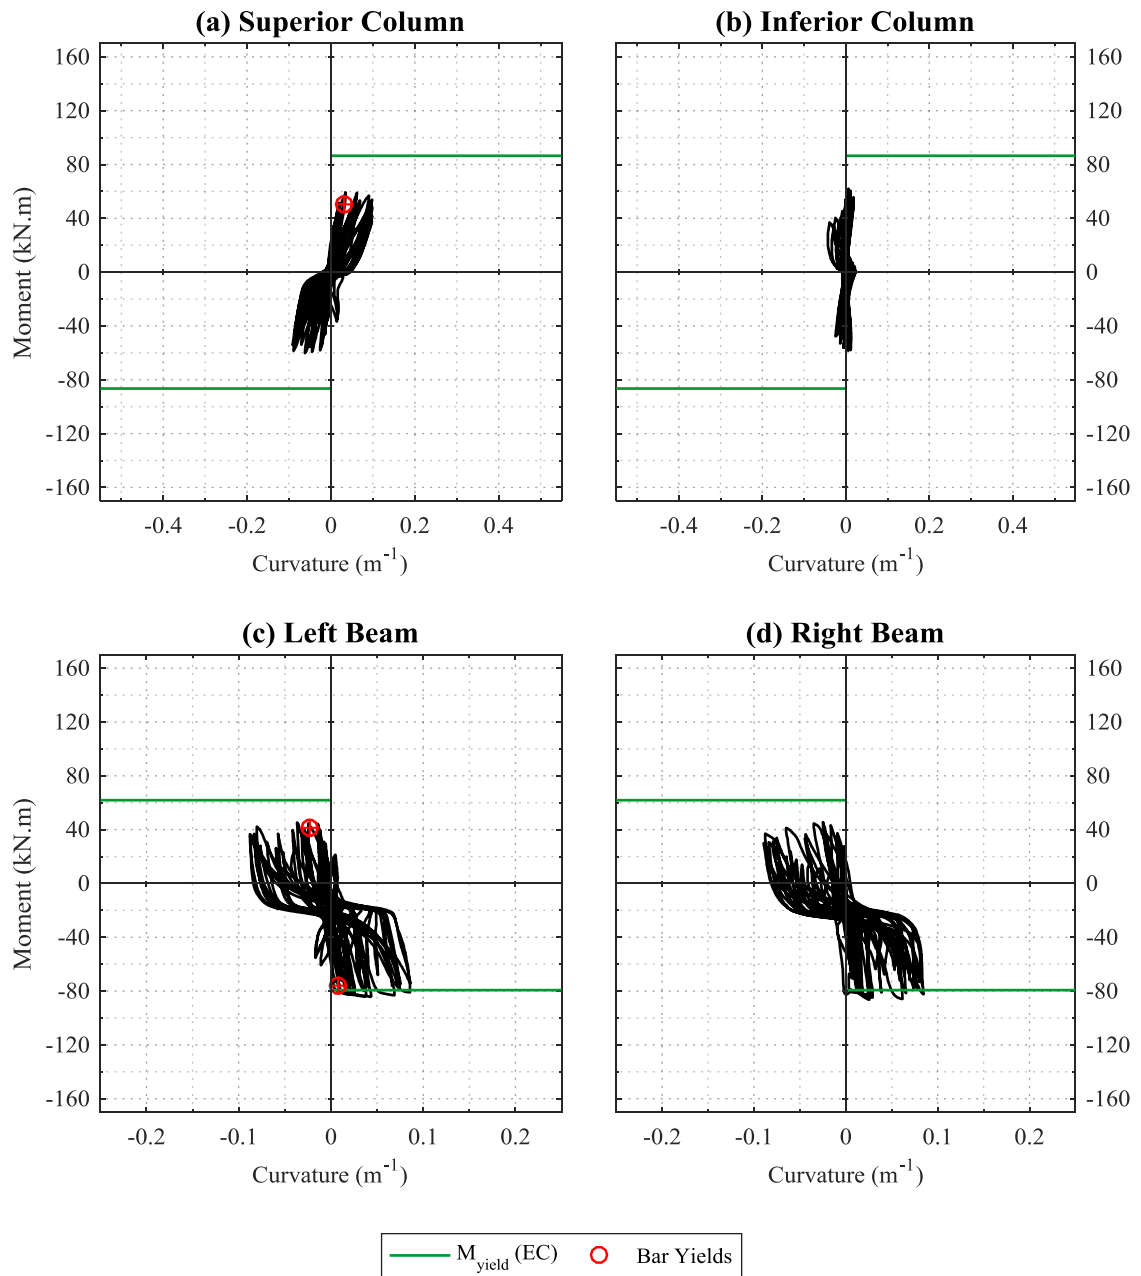 (a) Superior Column
(b) Inferior Column
160
120
80
40
0
-40
-80
-120
-160
Moment (kN.m)
-0.4 -0.2 0 0.2 0.4
Curvature (m-1)
160
120
80
40
0
-40
-80
-120
-160
-0.4 -0.2 0 0.2 0.4
Curvature (m-1)
(c) Left Beam
(d) Right Beam
160
120
80
40
0
-40
-80
-120
-160
Moment (kN.m)
-0.2 -0.1 0 0.1 0.2
Curvature (m-1)
160
120
80
40
0
-40
-80
-120
-160
-0.2 -0.1 0 0.1 0.2
Curvature (m-1)
Myield (EC) Bar Yields